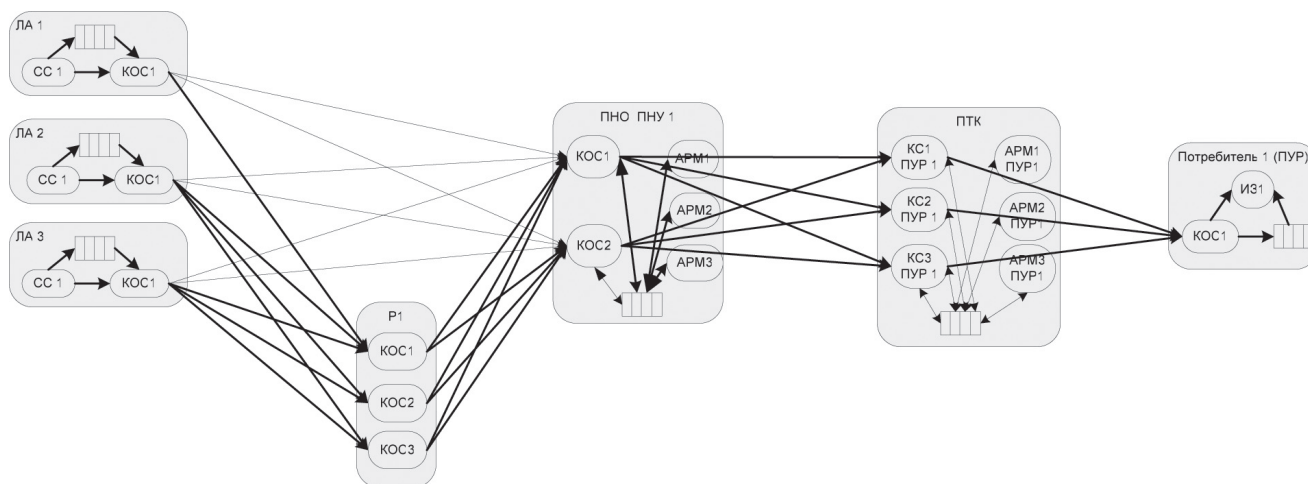 ЛА 1
СС 1
КОС1
ЛА 2
СС 1
КОС1
ЛА 3
СС 1
КОС1
Р1
КОС1
КОС2
КОС3
ПНО ПНУ 1
КОС1
АРМ1
АРМ2
КОС2
АРМ3
ПТК
КС1
ПУР 1
АРМ1
ПУР1
КС2
ПУР 1
АРМ2
ПУР1
КС3
ПУР 1
АРМ3
ПУР1
Потребитель 1 (ПУР)
ИЗ1
КОС1